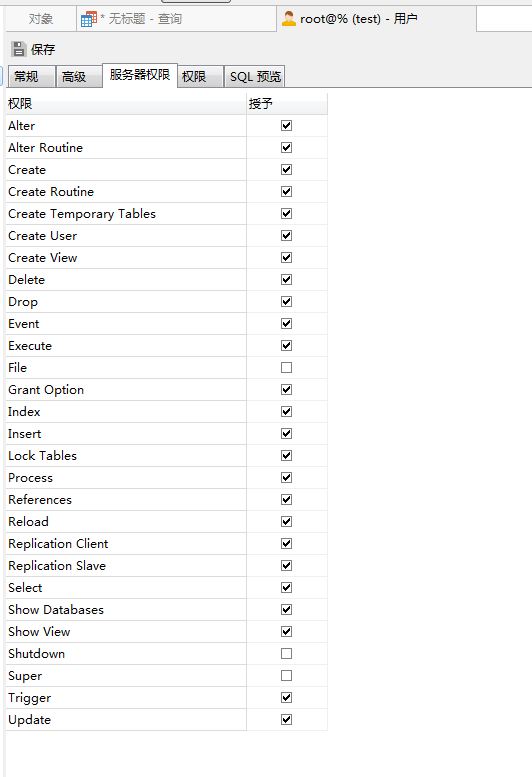 对象 * 无标题 - 查询 root@% (test) - 用户
保存
常规 高级 服务器权限 权限 SQL 预览
权限 授予
Alter
Alter Routine
Create
Create Routine
Create Temporary Tables
Create User
Create View
Delete
Drop
Event
Execute
File
Grant Option
Index
Insert
Lock Tables
Process
References
Reload
Replication Client
Replication Slave
Select
Show Databases
Show View
Shutdown
Super
Trigger
Update